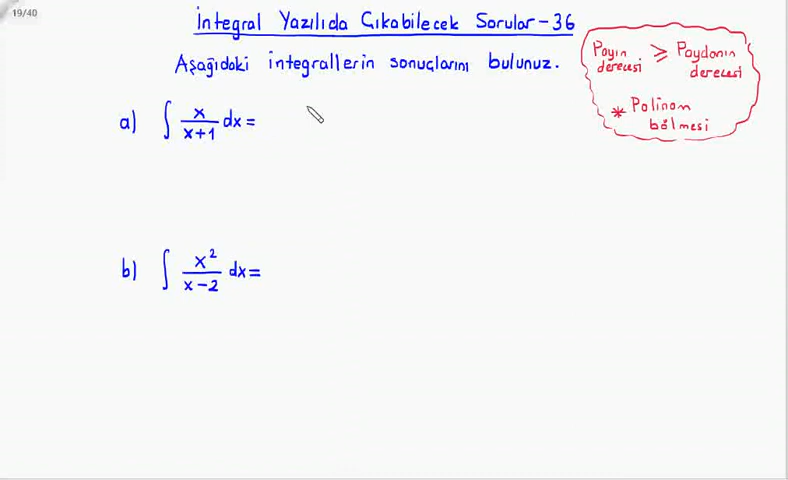 19/40
İntegral Yazılıda Çıkabilecek Sorular - 36
Aşağıdaki integrallerin sonuçlarını bulunuz.
Payın derecesi ≥ Paydanın derecesi
* Polinom bölmesi
a) ∫ x/(x+1) dx =
b) ∫ x²/(x-2) dx =